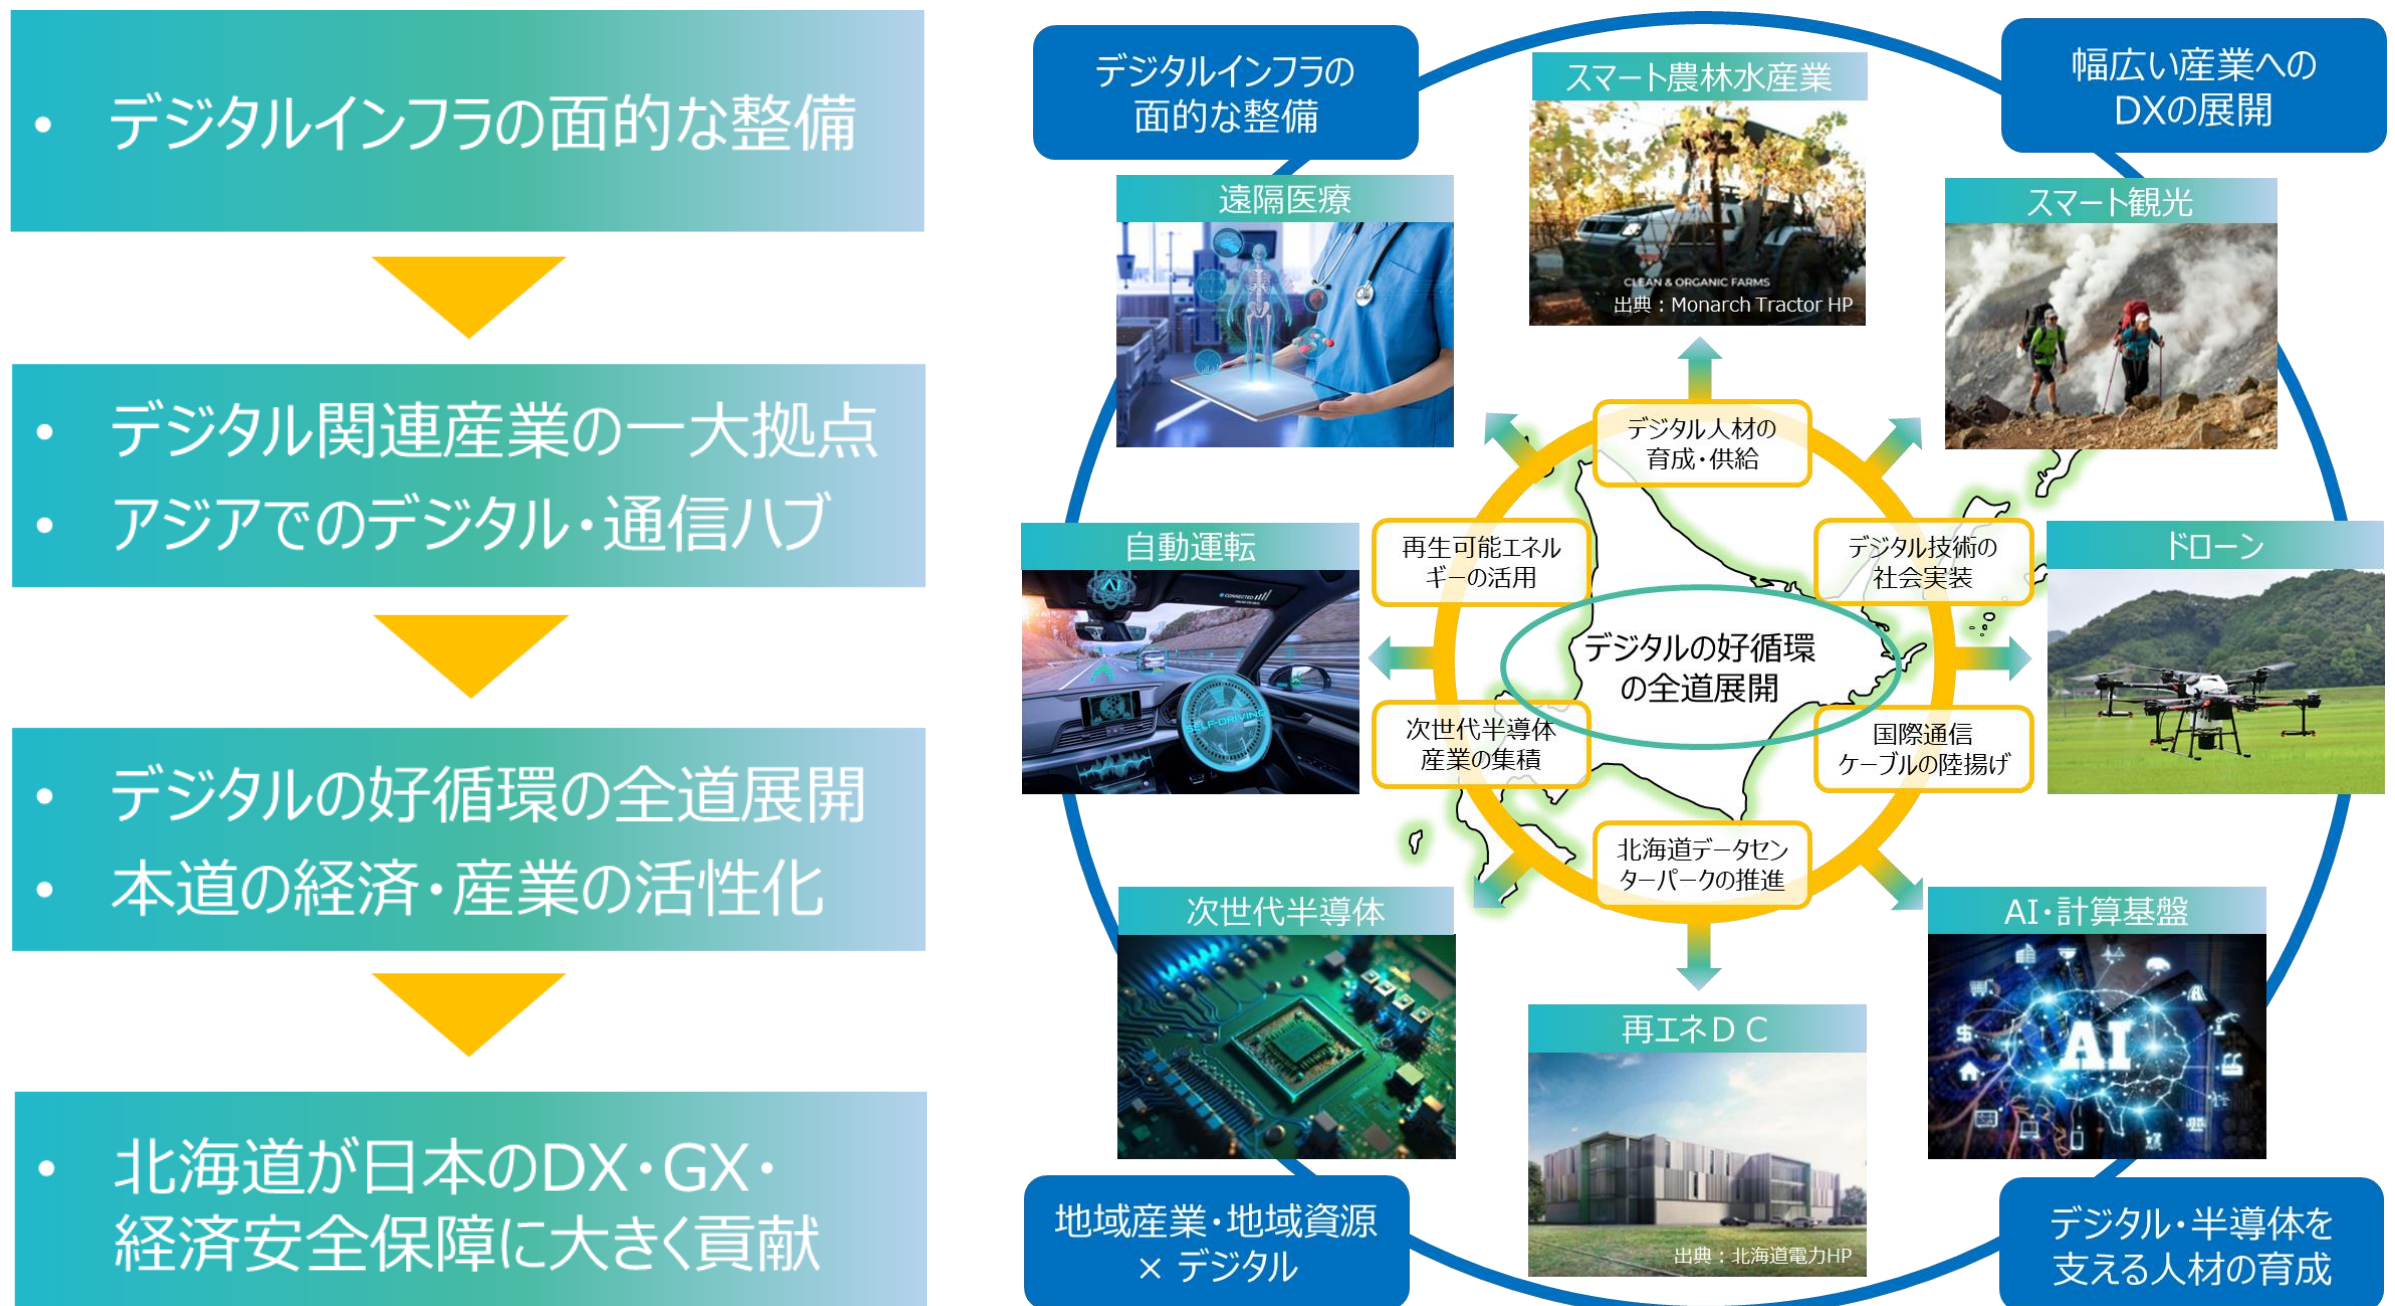 • デジタルインフラの面的な整備
• デジタル関連産業の一大拠点
• アジアでのデジタル・通信ハブ
• デジタルの好循環の全道展開
• 本道の経済・産業の活性化
• 北海道が日本のDX・GX・
経済安全保障に大きく貢献
デジタルインフラの
面的な整備
幅広い産業への
DXの展開
スマート農林水産業
CLEAN & ORGANIC FARMS
出典：Monarch Tractor HP
遠隔医療
スマート観光
自動運転
AI
CONNECTED
SELF-DRIVING
ドローン
デジタル人材の
育成・供給
再生可能エネル
ギーの活用
デジタル技術の
社会実装
デジタルの好循環
の全道展開
次世代半導体
産業の集積
国際通信
ケーブルの陸揚げ
北海道データセン
ターパークの推進
次世代半導体
AI・計算基盤
AI
$
再エネＤＣ
出典：北海道電力HP
地域産業・地域資源
× デジタル
デジタル・半導体を
支える人材の育成